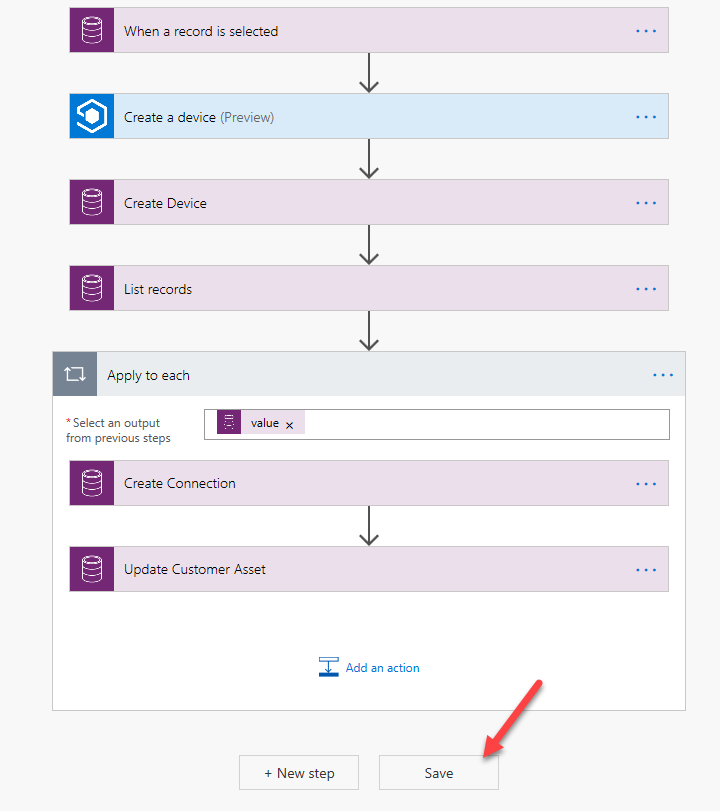 When a record is selected
Create a device (Preview)
Create Device
List records
Apply to each
*Select an output
from previous steps
value ×
Create Connection
Update Customer Asset
Add an action
+ New step
Save